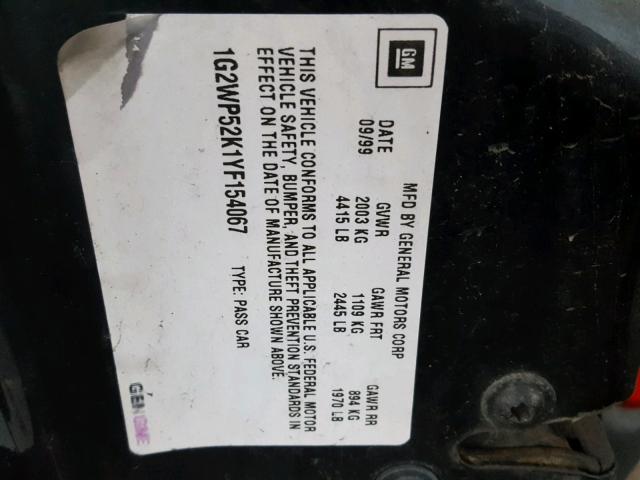 GM
MFD BY GENERAL MOTORS CORP
DATE GVWR GAWR FRT GAWR RR
09/99 2003 KG 1109 KG 894 KG
4415 LB 2445 LB 1970 LB
THIS VEHICLE CONFORMS TO ALL APPLICABLE U.S. FEDERAL MOTOR
VEHICLE SAFETY, BUMPER, AND THEFT PREVENTION STANDARDS IN
EFFECT ON THE DATE OF MANUFACTURE SHOWN ABOVE.
1G2WP52K1YF154067 TYPE: PASS CAR
GENUINE